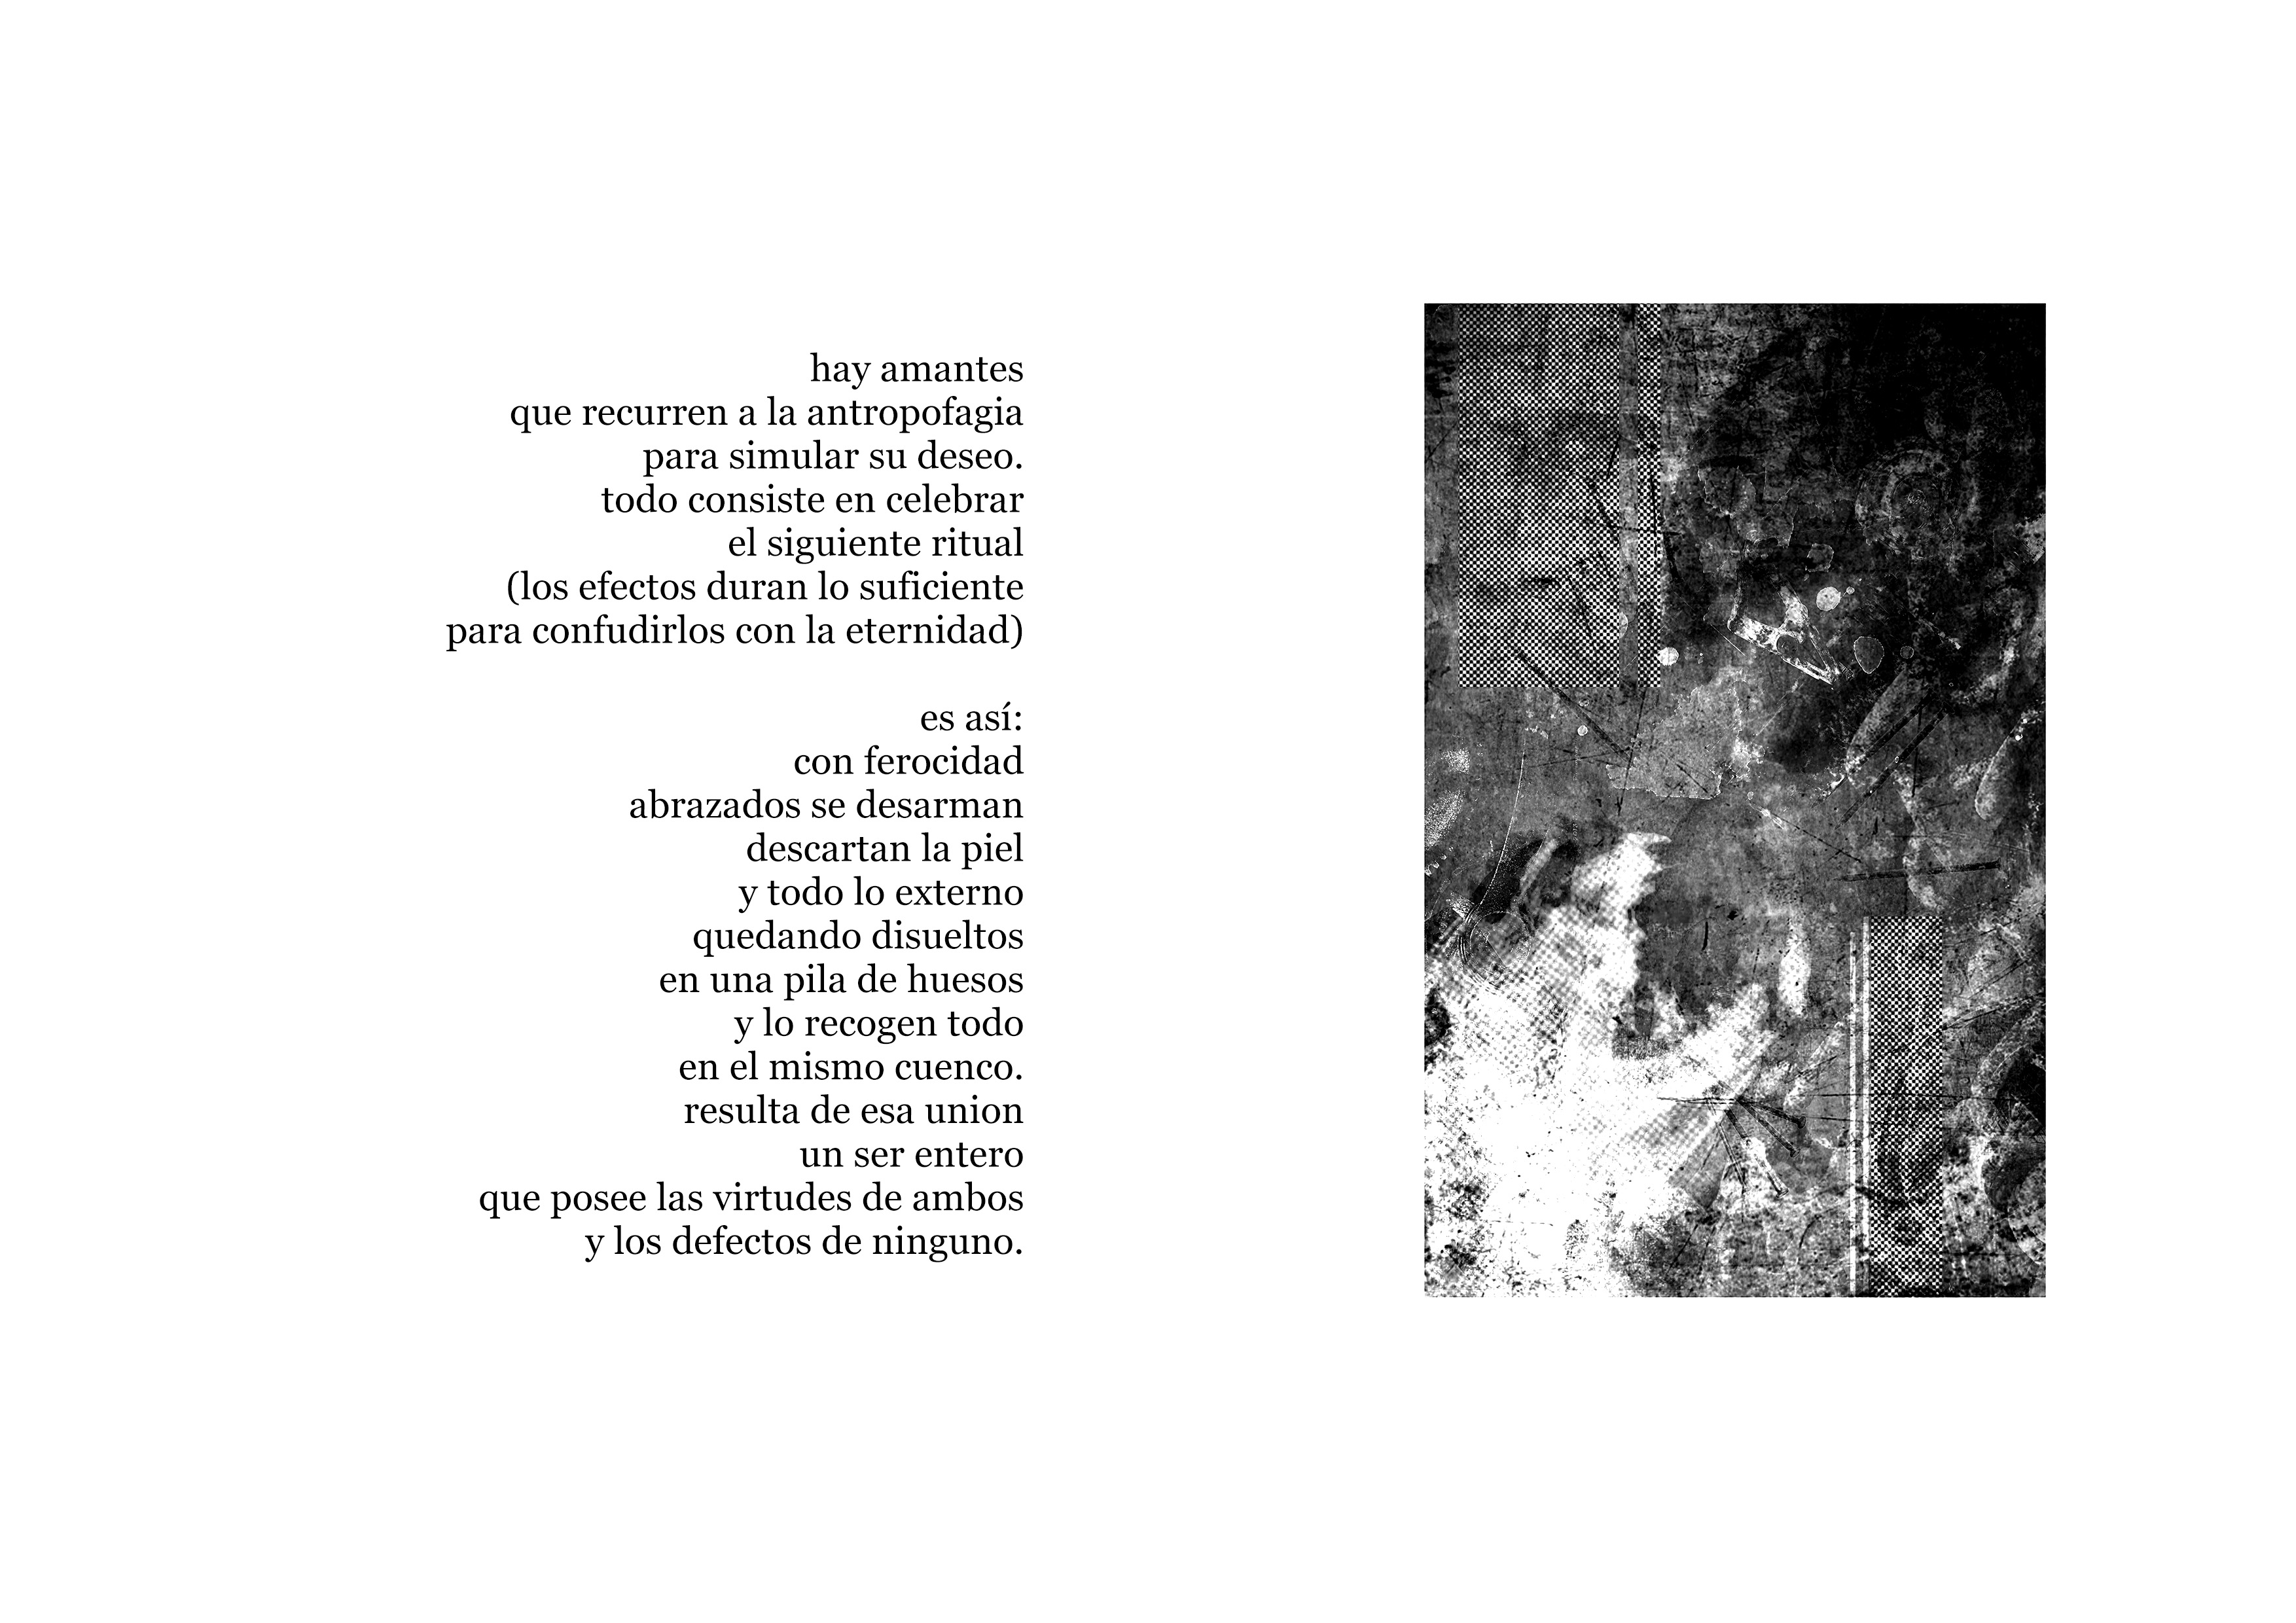 hay amantes
que recurren a la antropofagia
para simular su deseo.
todo consiste en celebrar
el siguiente ritual
(los efectos duran lo suficiente
para confudirlos con la eternidad)
es así:
con ferocidad
abrazados se desarman
descartan la piel
y todo lo externo
quedando disueltos
en una pila de huesos
y lo recogen todo
en el mismo cuenco.
resulta de esa union
un ser entero
que posee las virtudes de ambos
y los defectos de ninguno.